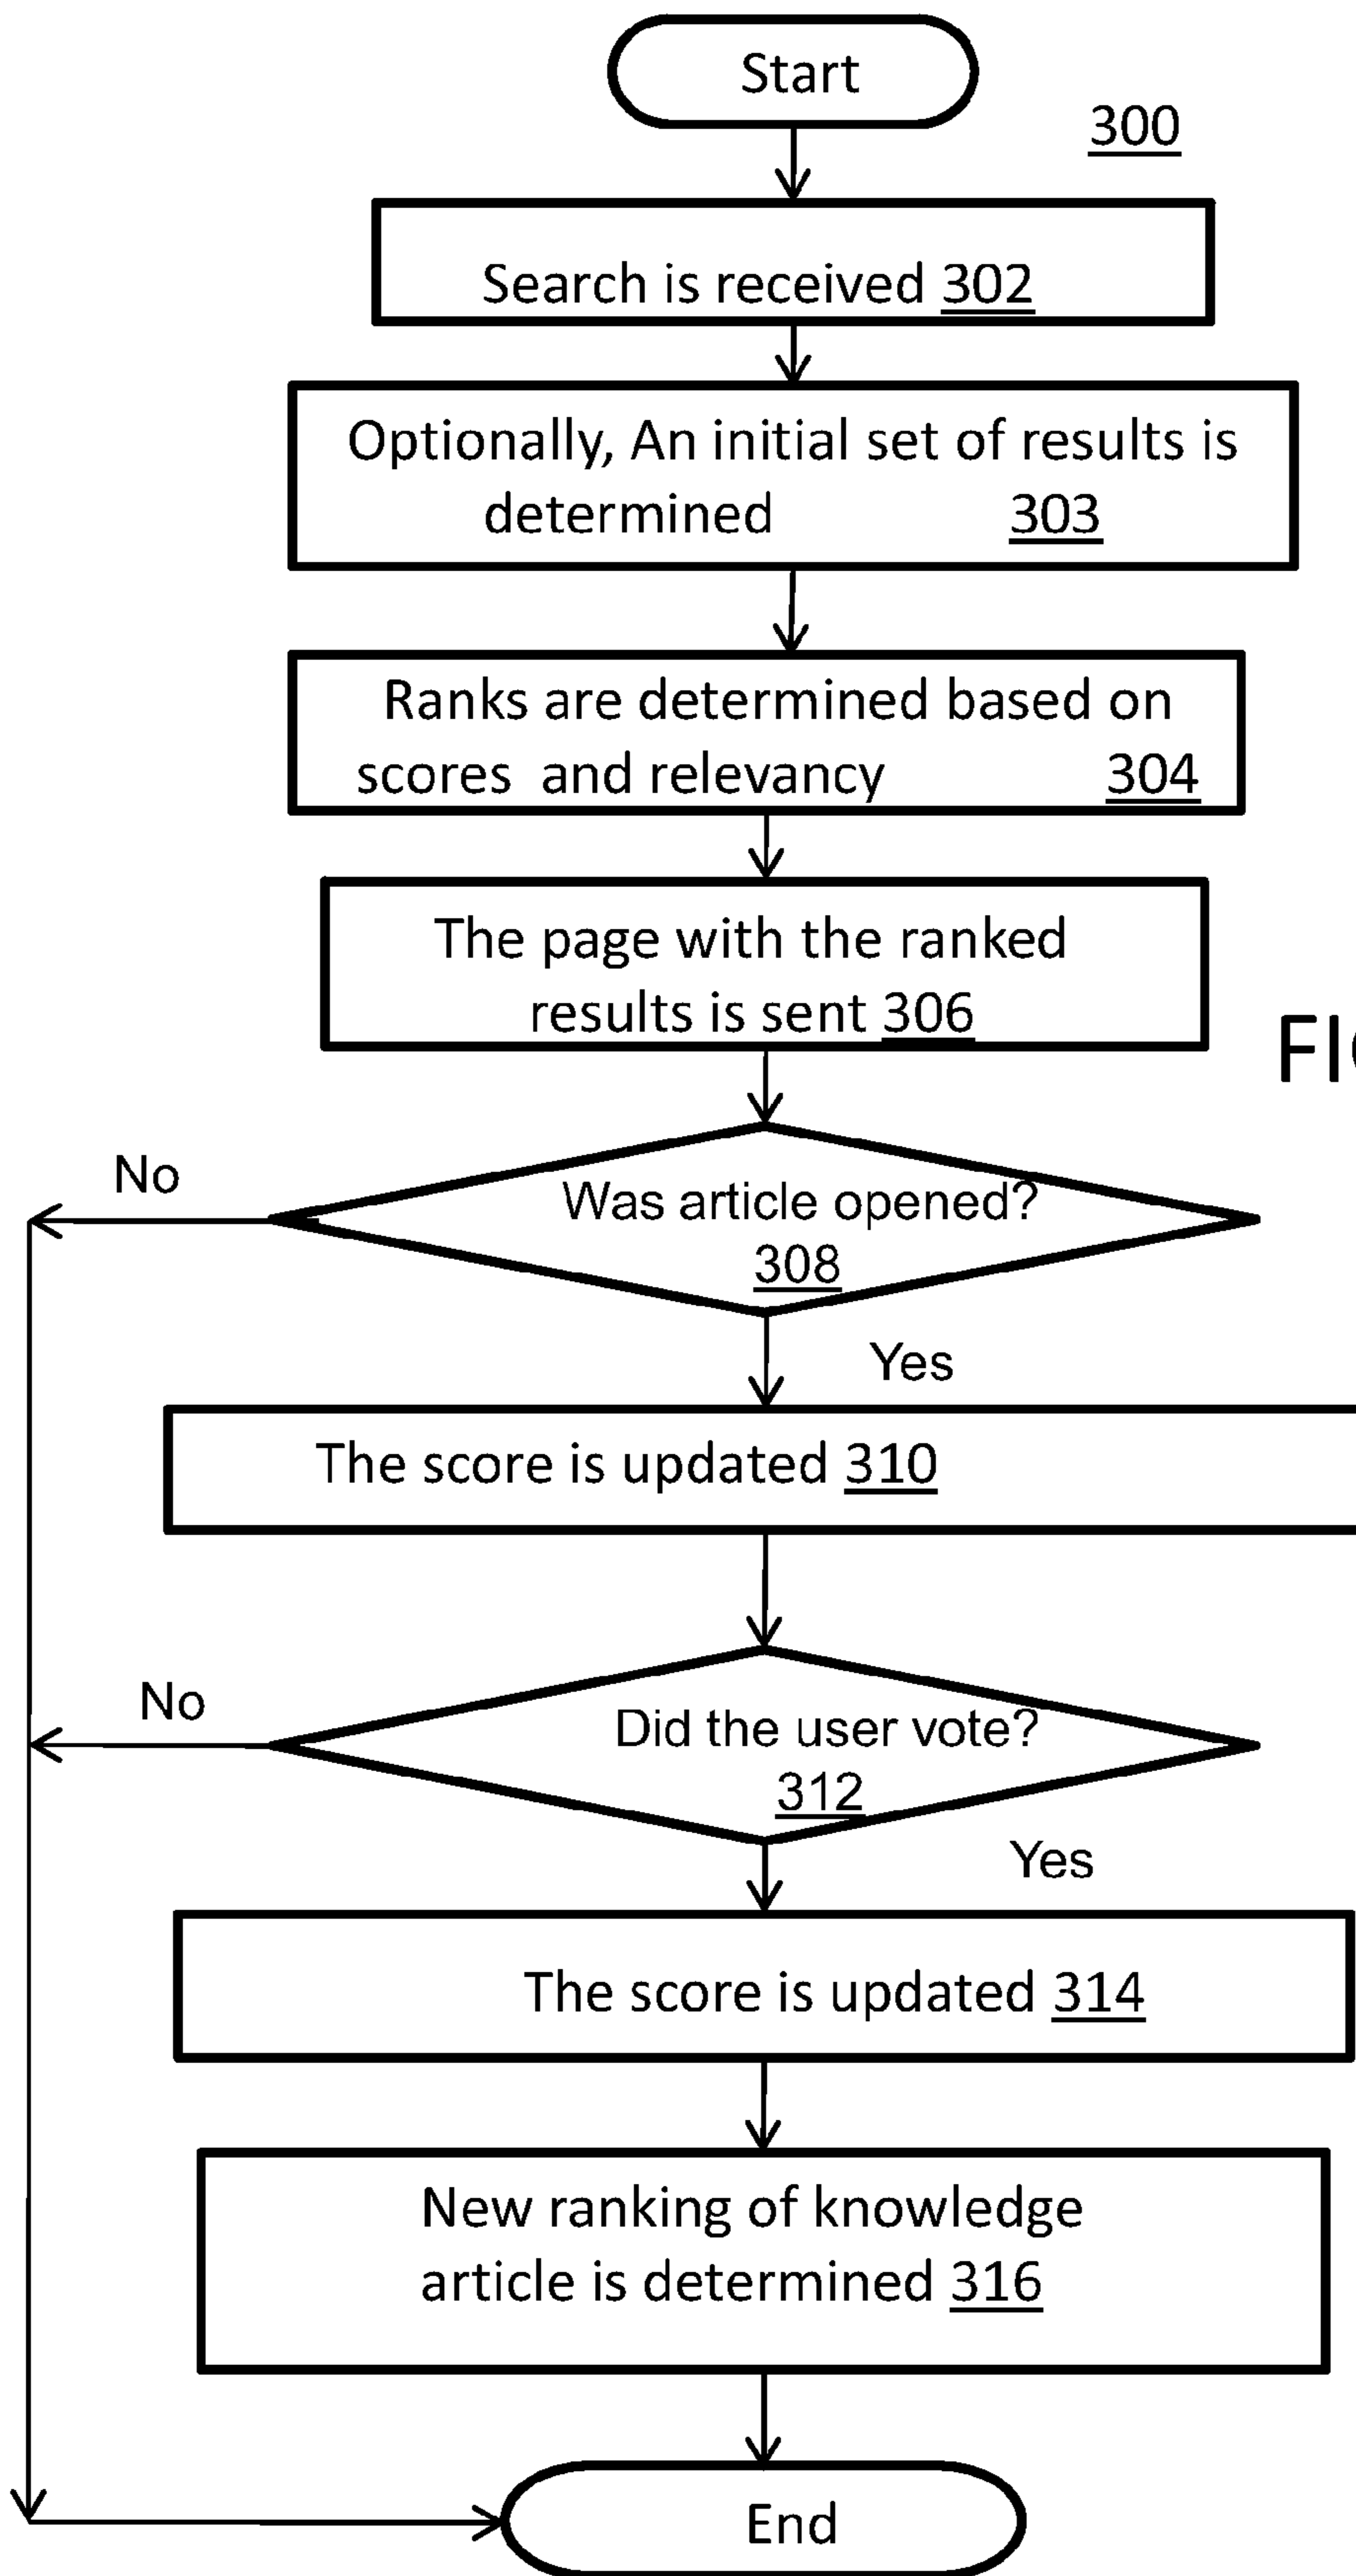 Start
300
Search is received 302
Optionally, An initial set of results is
determined 303
Ranks are determined based on
scores and relevancy 304
The page with the ranked
results is sent 306
No
Was article opened?
308
Yes
The score is updated 310
No
Did the user vote?
312
Yes
The score is updated 314
New ranking of knowledge
article is determined 316
End